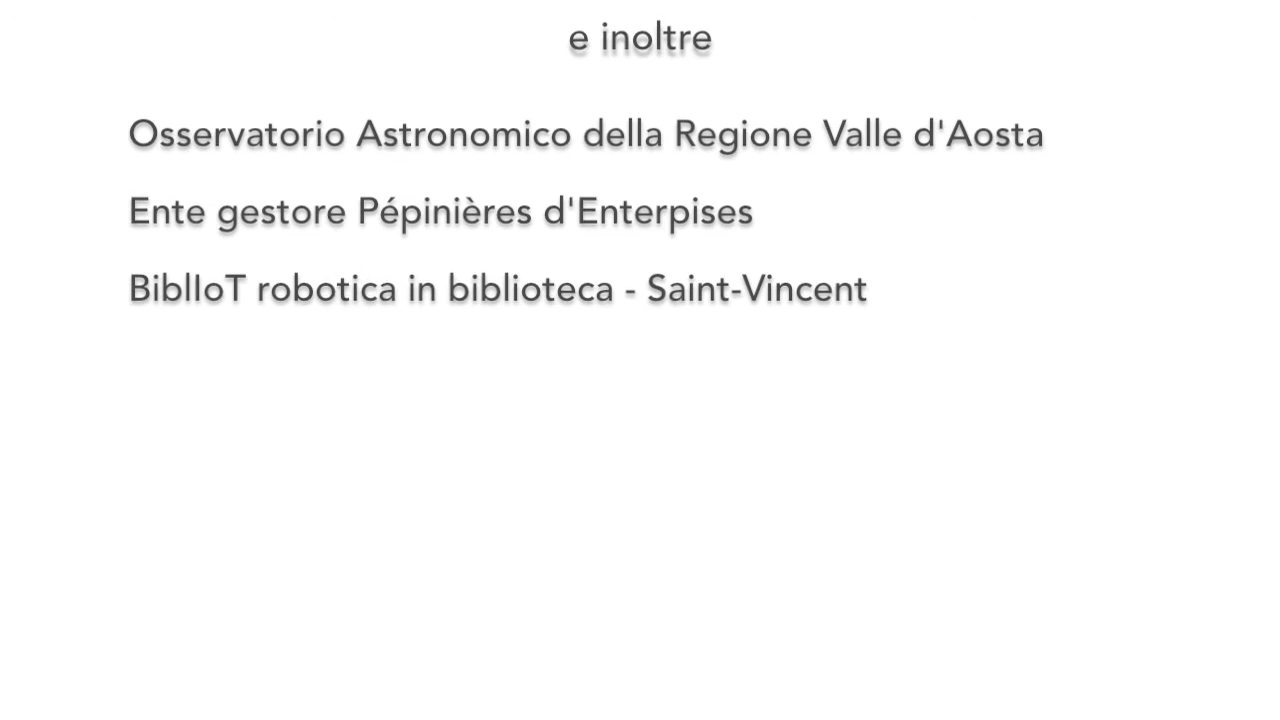 e inoltre
Osservatorio Astronomico della Regione Valle d'Aosta
Ente gestore Pépinières d'Enterpises
BiblIoT robotica in biblioteca - Saint-Vincent